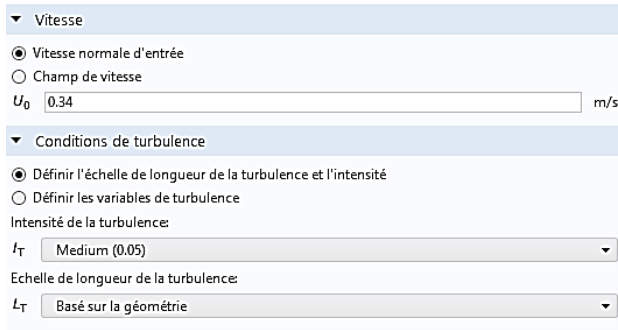 Vitesse
Vitesse normale d'entrée
Champ de vitesse
U0 0.34 m/s
Conditions de turbulence
Définir l'échelle de longueur de la turbulence et l'intensité
Définir les variables de turbulence
Intensité de la turbulence:
IT Medium (0.05)
Echelle de longueur de la turbulence:
LT Basé sur la géométrie